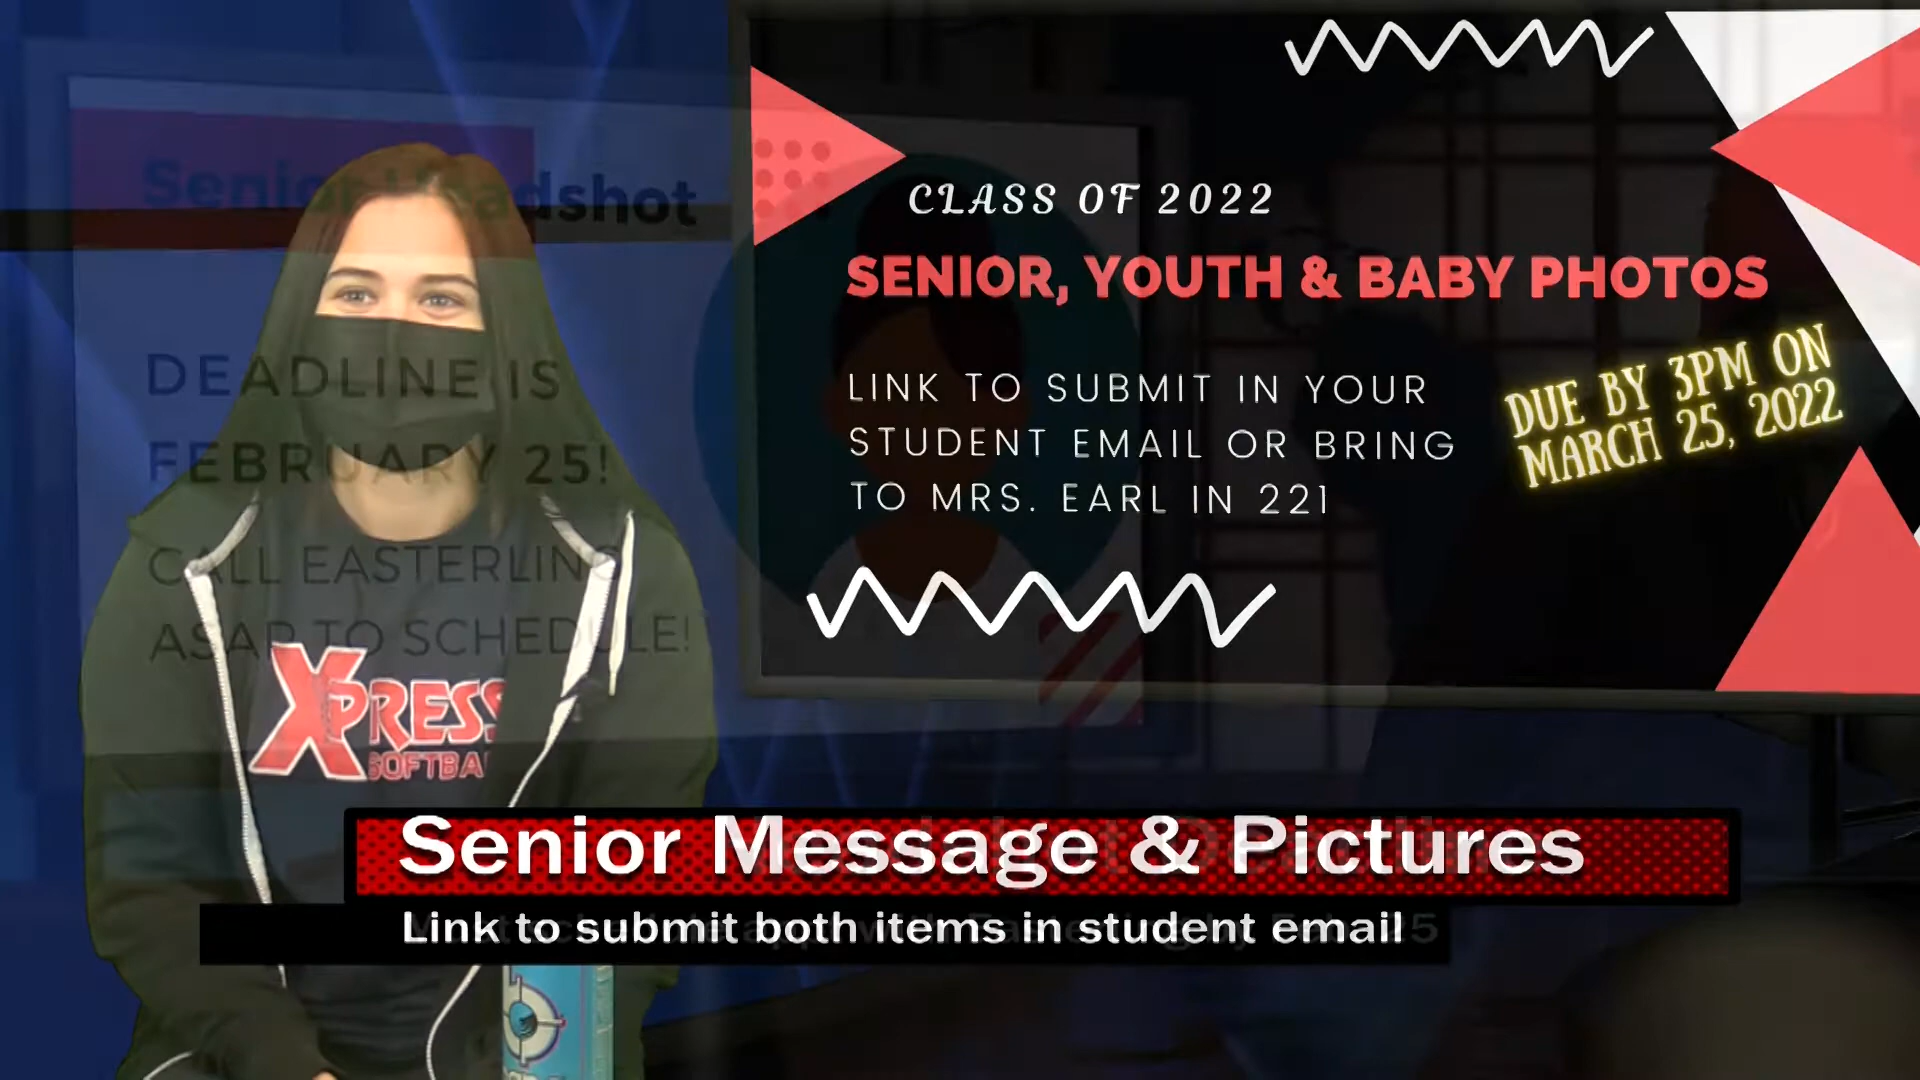 CLASS OF 2022
SENIOR, YOUTH & BABY PHOTOS
LINK TO SUBMIT IN YOUR
STUDENT EMAIL OR BRING
TO MRS. EARL IN 221
DUE BY 3PM ON
MARCH 25, 2022
Senior Headshot
DEADLINE IS
FEBRUARY 25!
CALL EASTERLING
ASAP TO SCHEDULE!
XPRESS
SOFTBA
Senior Message & Pictures
Link to submit both items in student email